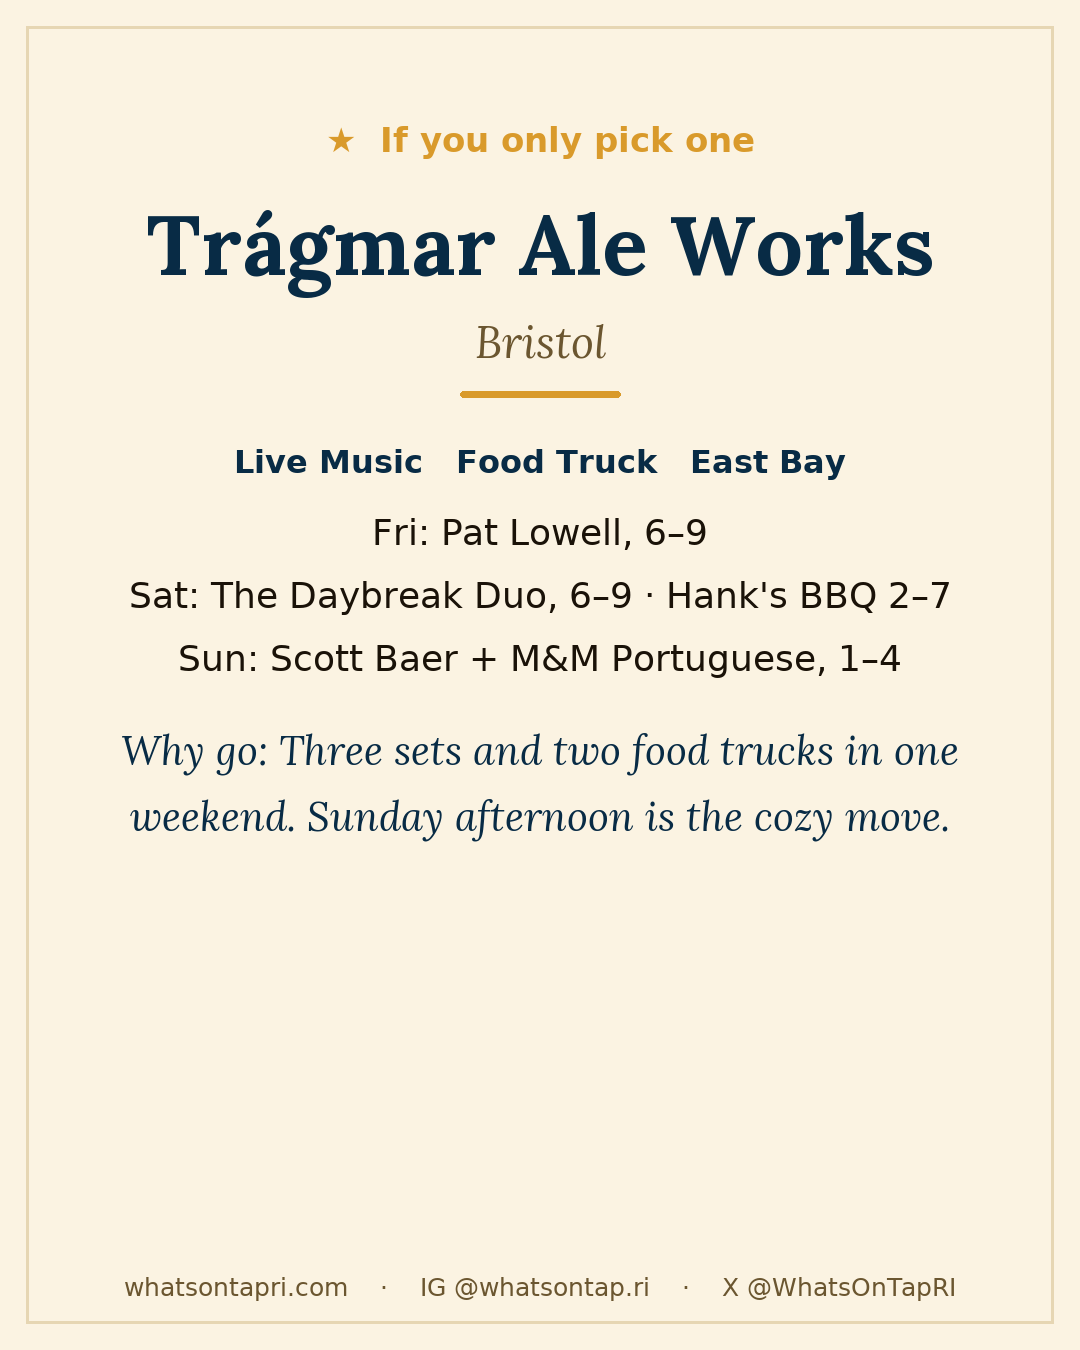 ★ If you only pick one
Trágmar Ale Works
Bristol
Live Music Food Truck East Bay
Fri: Pat Lowell, 6–9
Sat: The Daybreak Duo, 6–9 · Hank's BBQ 2–7
Sun: Scott Baer + M&M Portuguese, 1–4
Why go: Three sets and two food trucks in one
weekend. Sunday afternoon is the cozy move.
whatsontapri.com · IG @whatsontap.ri · X @WhatsOnTapRI